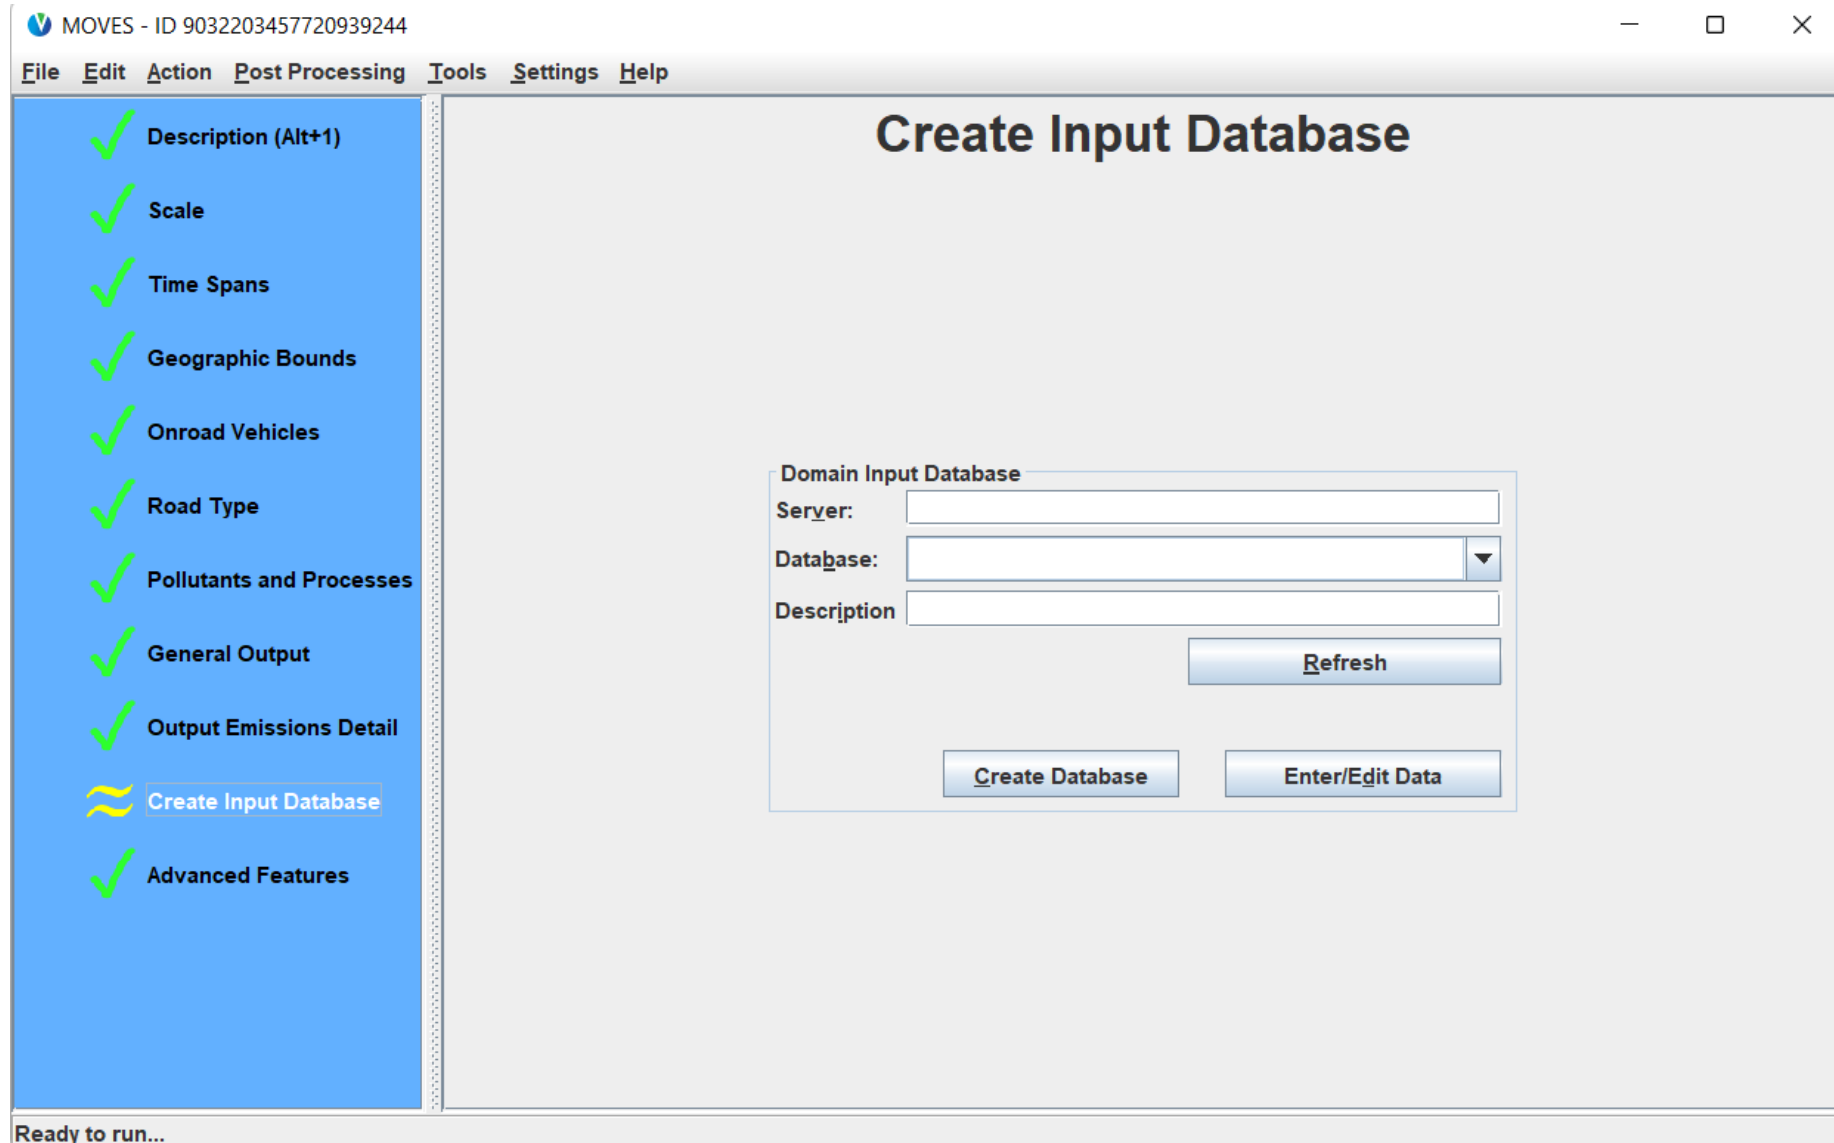 MOVES - ID 9032203457720939244
File Edit Action Post Processing Tools Settings Help
Description (Alt+1)
Scale
Time Spans
Geographic Bounds
Onroad Vehicles
Road Type
Pollutants and Processes
General Output
Output Emissions Detail
Create Input Database
Advanced Features
Create Input Database
Domain Input Database
Server:
Database:
Description
Refresh
Create Database Enter/Edit Data
Ready to run...